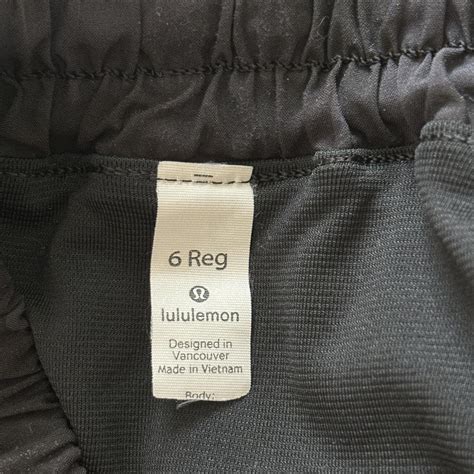 6 Reg
lululemon
Designed in
Vancouver
Made in Vietnam
Body: